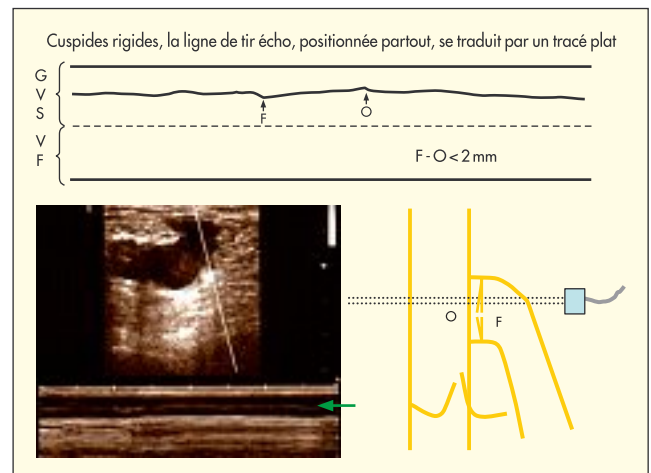 Cuspides rigides, la ligne de tir écho, positionnée partout, se traduit par un tracé plat
G
V
S
F
O
V
F
F - O < 2 mm
O
F